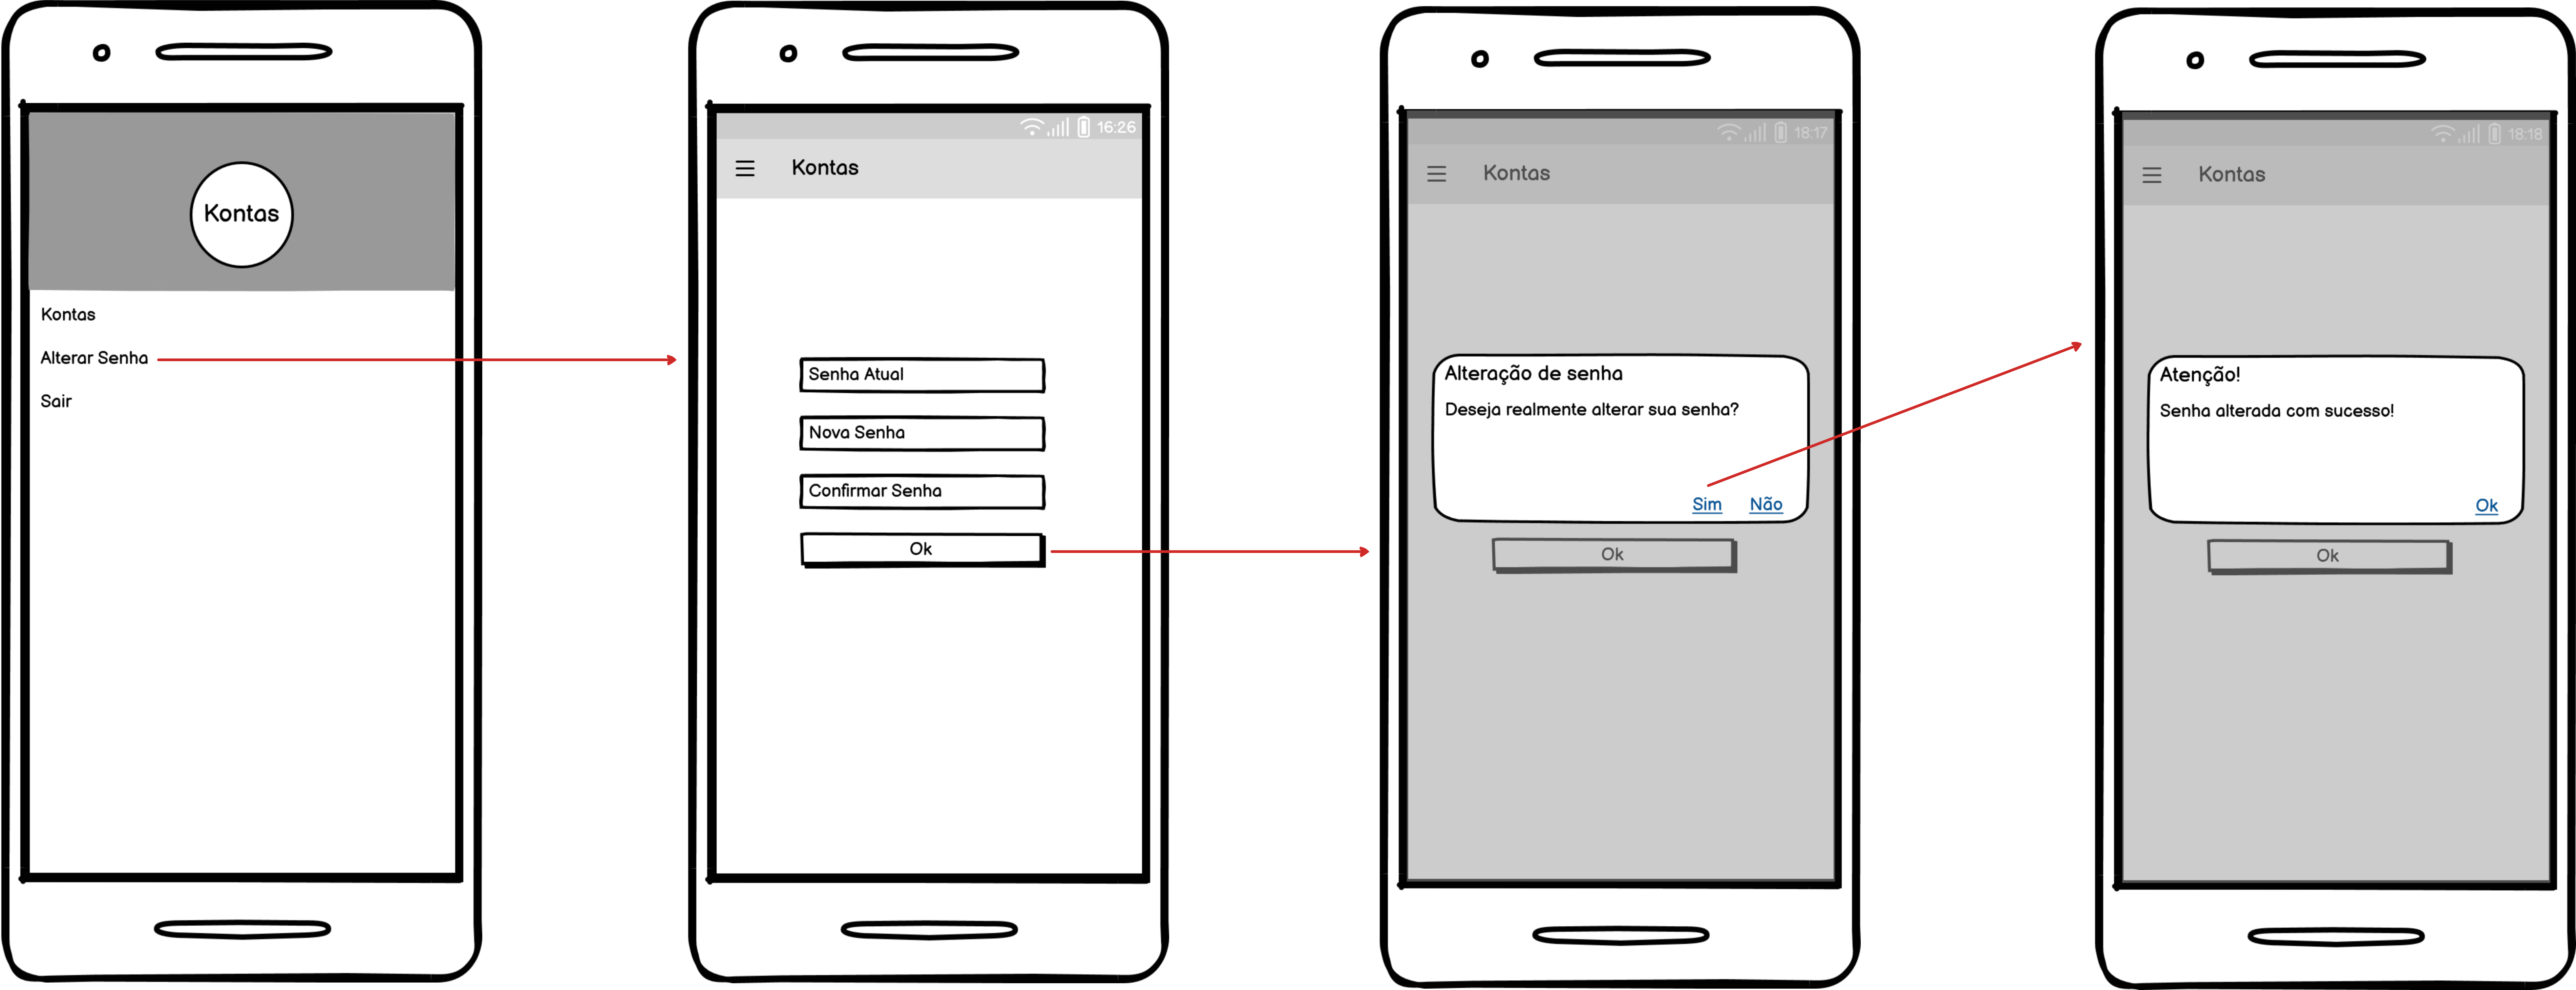 Kontas
Kontas
Alterar Senha
Sair
16:26
Kontas
Senha Atual
Nova Senha
Confirmar Senha
Ok
18:17
Kontas
Alteração de senha
Deseja realmente alterar sua senha?
Sim Não
Ok
18:18
Kontas
Atenção!
Senha alterada com sucesso!
Ok
Ok